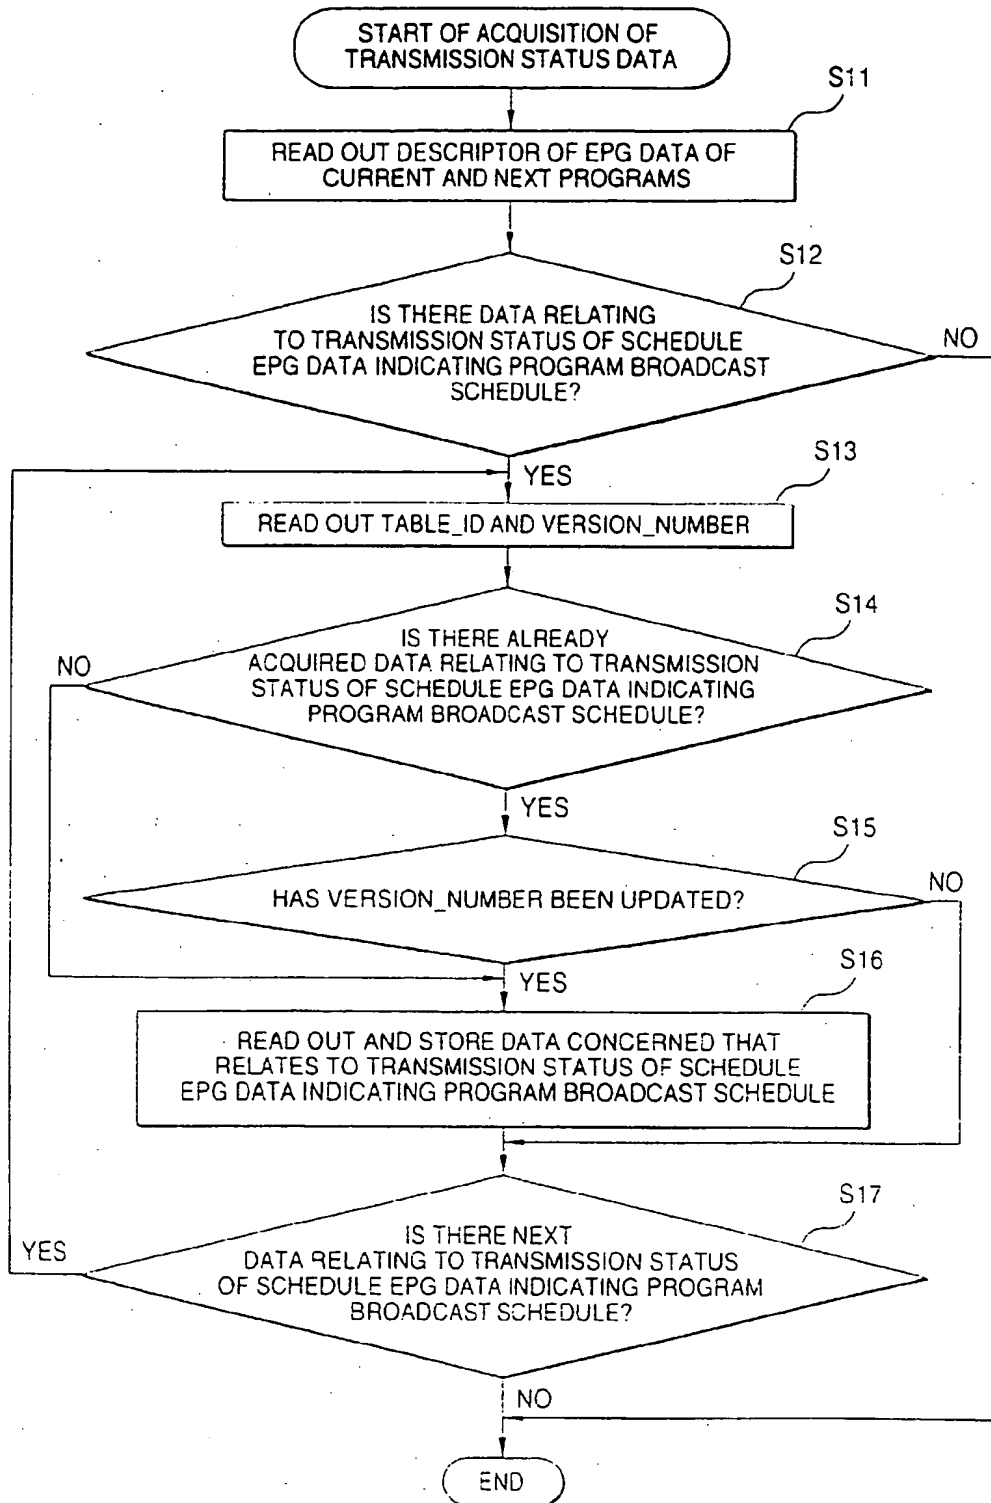 START OF ACQUISITION OF
TRANSMISSION STATUS DATA
S11
READ OUT DESCRIPTOR OF EPG DATA OF
CURRENT AND NEXT PROGRAMS
S12
IS THERE DATA RELATING
TO TRANSMISSION STATUS OF SCHEDULE
EPG DATA INDICATING PROGRAM BROADCAST
SCHEDULE?
NO
YES
S13
READ OUT TABLE_ID AND VERSION_NUMBER
S14
IS THERE ALREADY
ACQUIRED DATA RELATING TO TRANSMISSION
STATUS OF SCHEDULE EPG DATA INDICATING
PROGRAM BROADCAST SCHEDULE?
NO
YES
S15
HAS VERSION_NUMBER BEEN UPDATED?
NO
YES
S16
READ OUT AND STORE DATA CONCERNED THAT
RELATES TO TRANSMISSION STATUS OF SCHEDULE
EPG DATA INDICATING PROGRAM BROADCAST SCHEDULE
S17
IS THERE NEXT
DATA RELATING TO TRANSMISSION STATUS
OF SCHEDULE EPG DATA INDICATING PROGRAM
BROADCAST SCHEDULE?
YES
NO
END